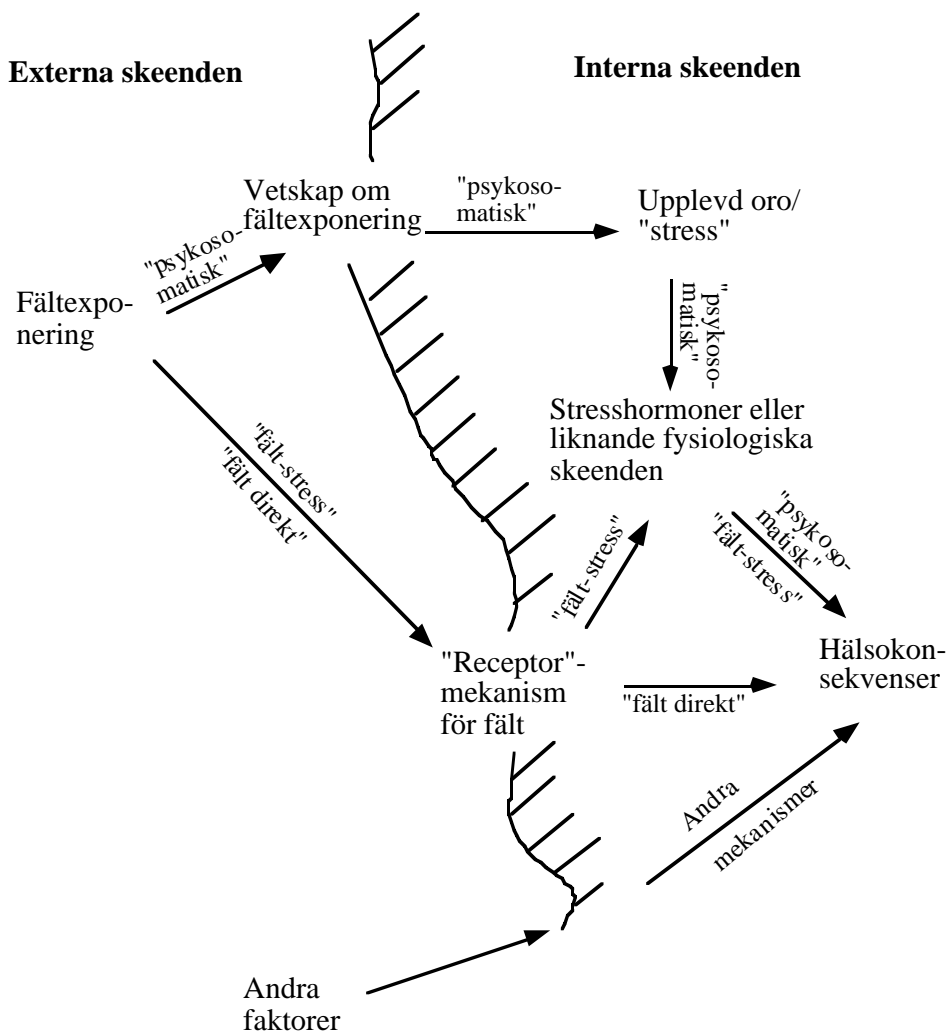 Externa skeenden
Interna skeenden
Vetskap om
fältexponering
"psykoso-
matisk"
Upplevd oro/
"stress"
"psykoso-
matisk"
Fältexpo-
nering
"psykoso-
matisk"
Stresshormoner eller
liknande fysiologiska
skeenden
"fält-stress"
"fält direkt"
"fält-stress"
"psykoso-
matisk"
"fält-stress"
"Receptor"-
mekanism
för fält
"fält direkt"
Hälsokon-
sekvenser
Andra
mekanismer
Andra
faktorer